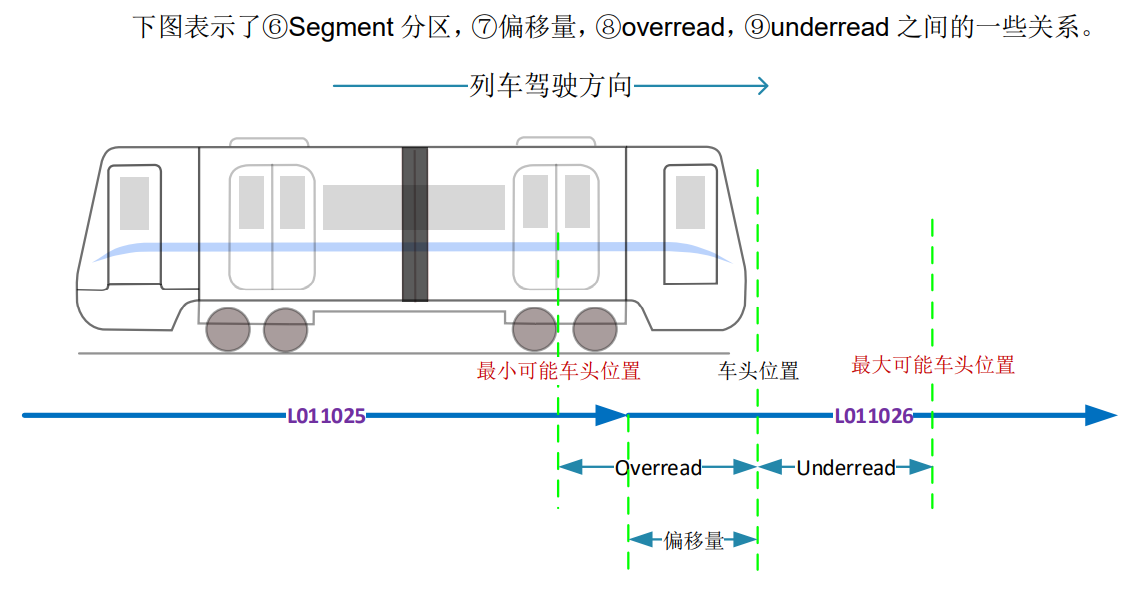 下图表示了⑥Segment 分区，⑦偏移量，⑧overread，⑨underread 之间的一些关系。
列车驾驶方向
最小可能车头位置 车头位置 最大可能车头位置
L011025 L011026
Overread Underread
偏移量